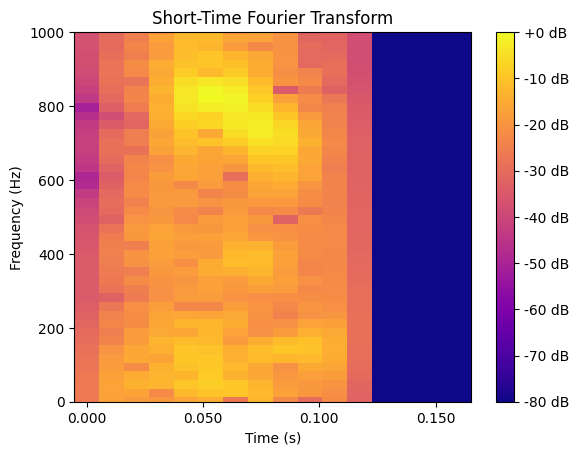 Short-Time Fourier Transform
Frequency (Hz)
1000
800
600
400
200
0
0.000
0.050
0.100
0.150
Time (s)
+0 dB
-10 dB
-20 dB
-30 dB
-40 dB
-50 dB
-60 dB
-70 dB
-80 dB